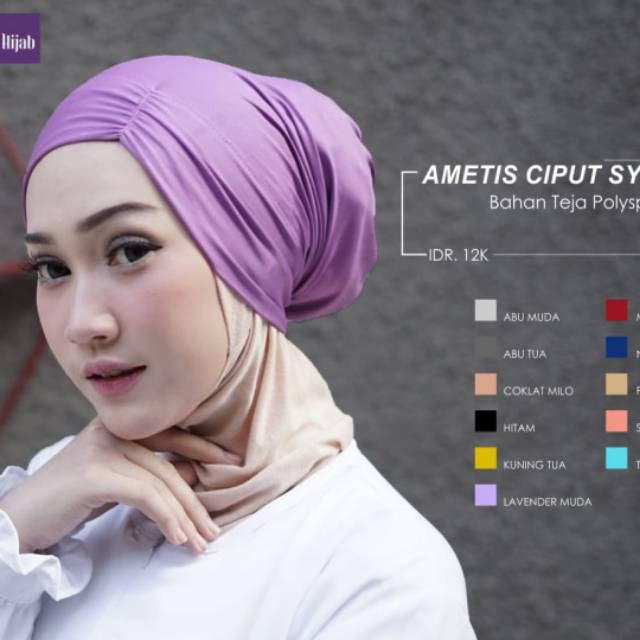 Hijab
AMETIS CIPUT SY
Bahan Teja Polysp
IDR. 12K
ABU MUDA
ABU TUA
COKLAT MILO
HITAM
KUNING TUA
LAVENDER MUDA